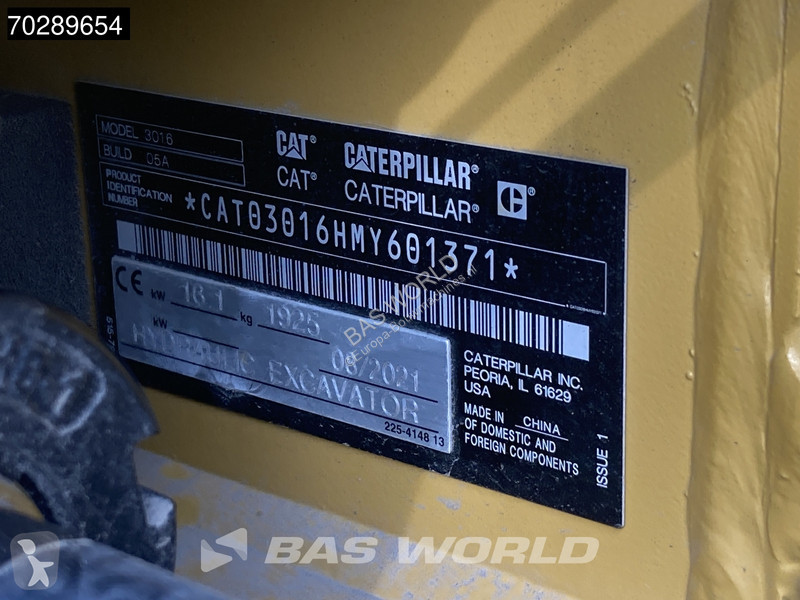 70289654
MODEL 3016
BUILD 05A
PRODUCT
IDENTIFICATION
NUMBER
CAT® CATERPILLAR®
CAT® CATERPILLAR®
*CAT03016HMY601371*
CE kW 16.1 kg 1925
kW 08/2021
HYDRAULIC EXCAVATOR
225-4148 13
CATERPILLAR INC.
PEORIA, IL 61629
USA
MADE IN CHINA
OF DOMESTIC AND
FOREIGN COMPONENTS
ISSUE 1
BAS WORLD
BAS WORLD